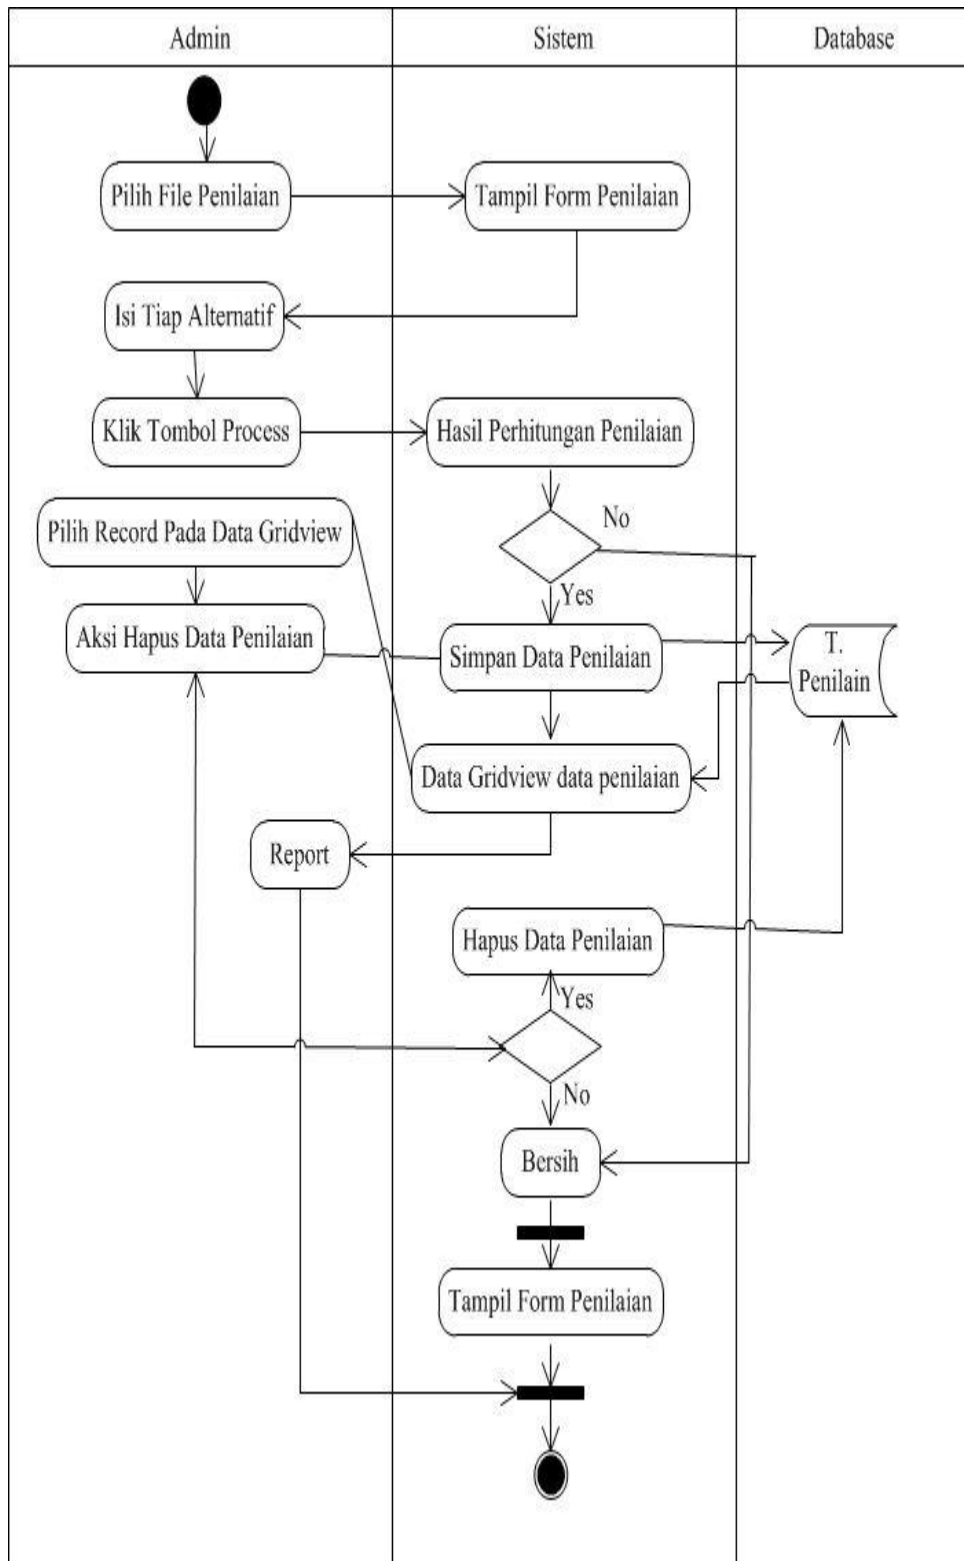 Admin
Sistem
Database
Pilih File Penilaian
Tampil Form Penilaian
Isi Tiap Alternatif
Klik Tombol Process
Hasil Perhitungan Penilaian
Pilih Record Pada Data Gridview
No
Yes
Aksi Hapus Data Penilaian
Simpan Data Penilaian
T.
Penilain
Data Gridview data penilaian
Report
Hapus Data Penilaian
Yes
No
Bersih
Tampil Form Penilaian